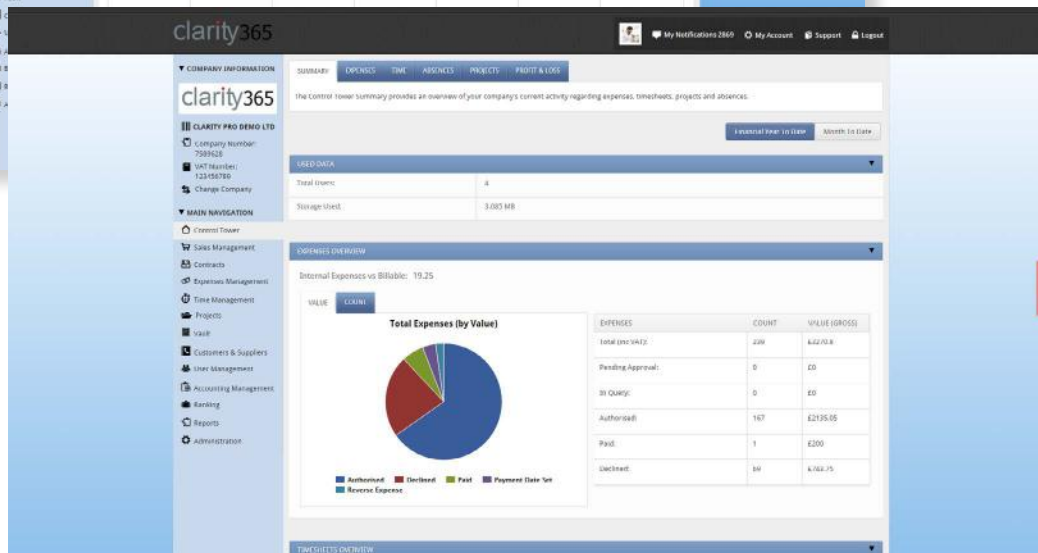 clarity365
My Notifications 2869 My Account Support Logout
COMPANY INFORMATION
clarity365
CLARITY PRO DEMO LTD
Company Number:
7589628
VAT Number:
123456789
Change Company
MAIN NAVIGATION
Control Tower
Sales Management
Contracts
Expenses Management
Time Management
Projects
Vault
Customers & Suppliers
User Management
Accounting Management
Banking
Reports
Administration
SUMMARY EXPENSES TIME ABSENCES PROJECTS PROFIT & LOSS
The Control Tower Summary provides an overview of your company's current activity regarding expenses, timesheets, projects and absences.
Financial Year To Date Month To Date
USED DATA
Total Users: 4
Storage Used: 3.085 MB
EXPENSES OVERVIEW
Internal Expenses vs Billable: 19.25
VALUE COUNT
Total Expenses (by Value)
Authorised Declined Paid Payment Date Set
Reverse Expense
EXPENSES COUNT VALUE (GROSS)
Total (inc VAT):
Pending Approval: 0 £0
In Query: 0 £0
Authorised: 167 £2135.05
Paid: 1 £200
Declined:
TIMESHEETS OVERVIEW